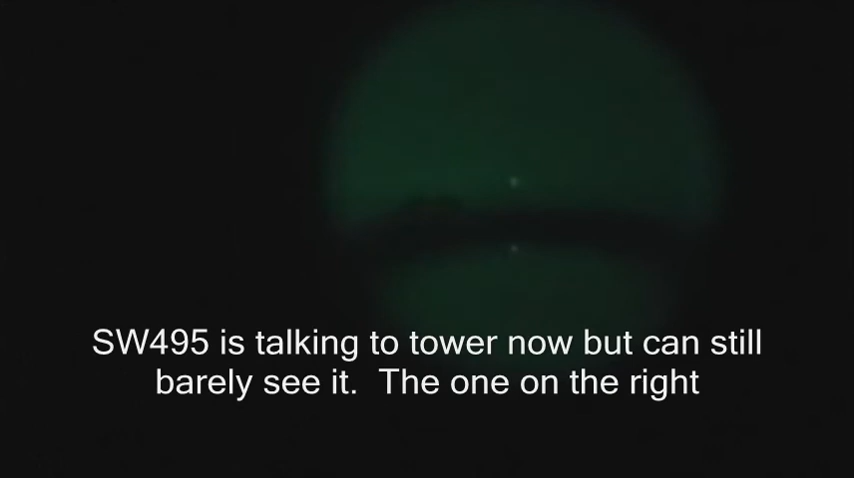 SW495 is talking to tower now but can still
barely see it.  The one on the right